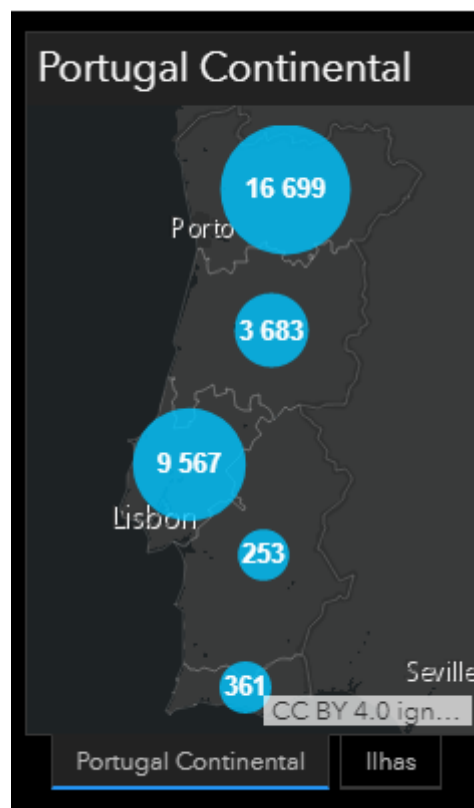 Portugal Continental
16 699
Porto
3 683
9 567
Lisbon
253
Seville
361
CC BY 4.0 ign...
Portugal Continental
Ilhas